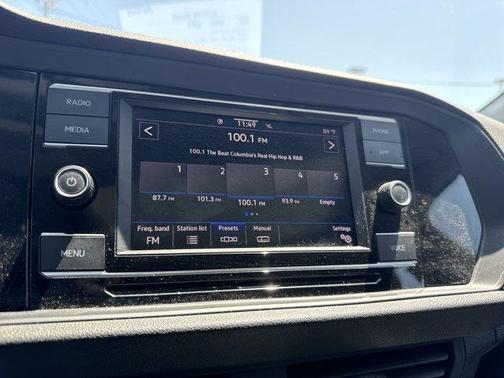 RADIO
MEDIA
MENU
11:49
89°F
100.1 FM
100.1 The Beat Columbia's Real Hip Hop & R&B
1 2 3 4 5
87.7 FM 101.3 FM 100.1 FM 93.9 FM Empty
Freq. band Station list Presets Manual Settings
FM
PHONE
APP
VOICE